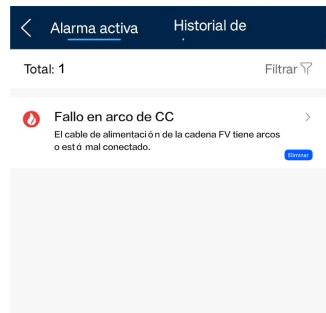 Alarma activa
Historial de
Total: 1
Filtrar
Fallo en arco de CC
El cable de alimentación de la cadena FV tiene arcos
o está mal conectado.
Eliminar